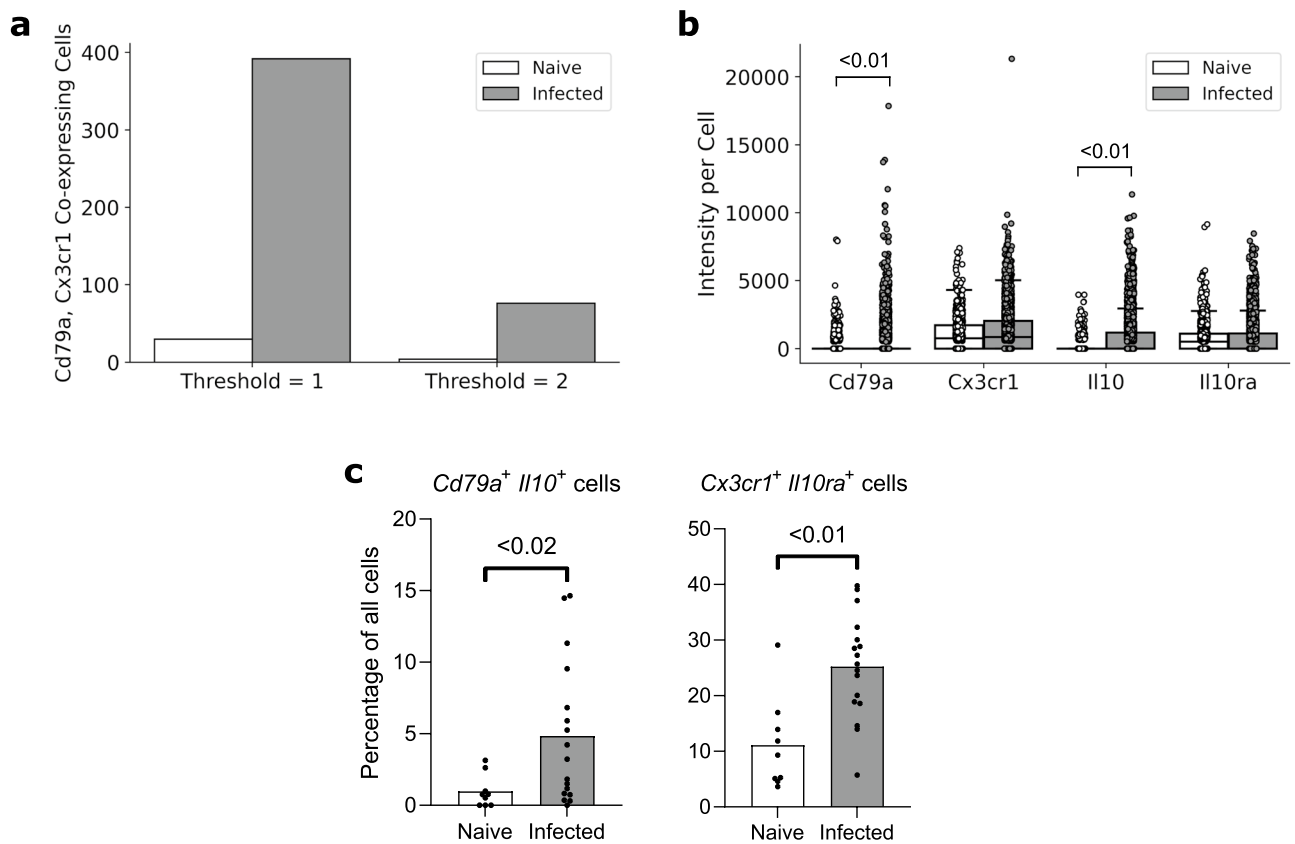 a
Cd79a, Cx3cr1 Co-expressing Cells
400
300
200
100
0
Naive
Infected
Threshold = 1
Threshold = 2
b
Intensity per Cell
20000
15000
10000
5000
0
<0.01
<0.01
Naive
Infected
Cd79a
Cx3cr1
Il10
Il10ra
c
Cd79a+ Il10+ cells
Percentage of all cells
20
15
10
5
0
<0.02
Naive
Infected
Cx3cr1+ Il10ra+ cells
50
40
30
20
10
0
<0.01
Naive
Infected